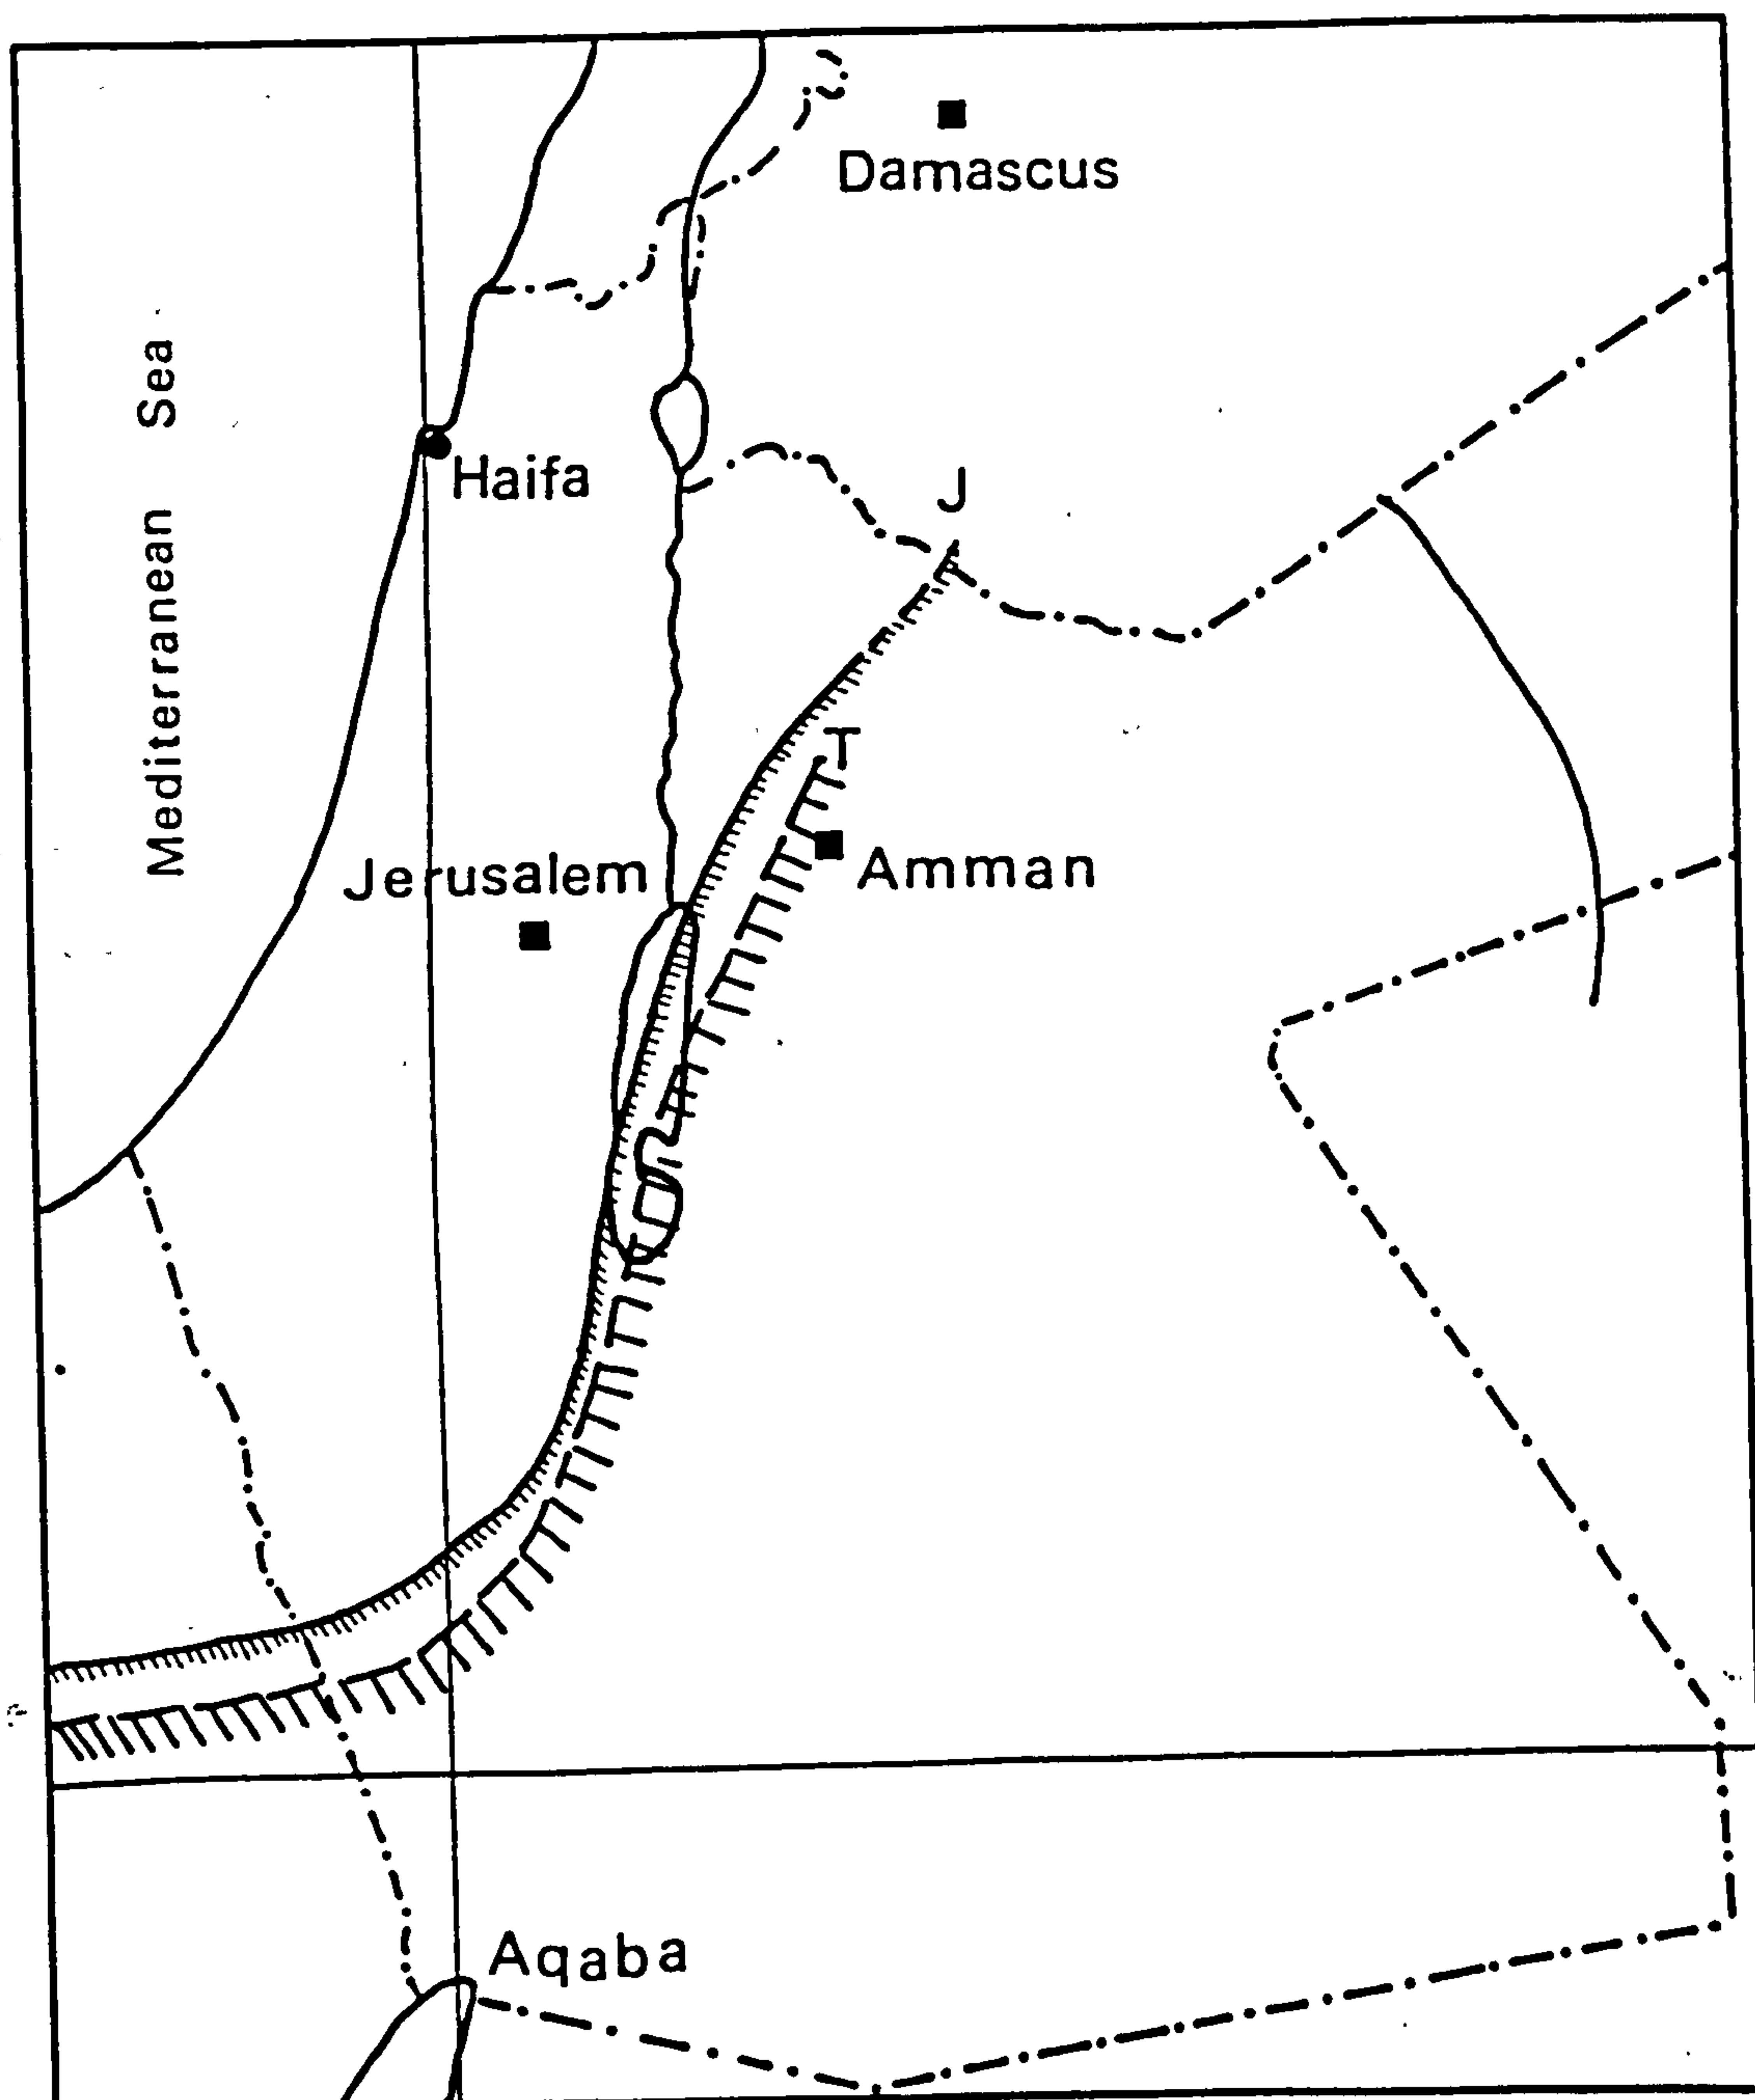 Damascus
Mediterranean Sea
Haifa
J
T
Jerusalem
Amman
Aqaba